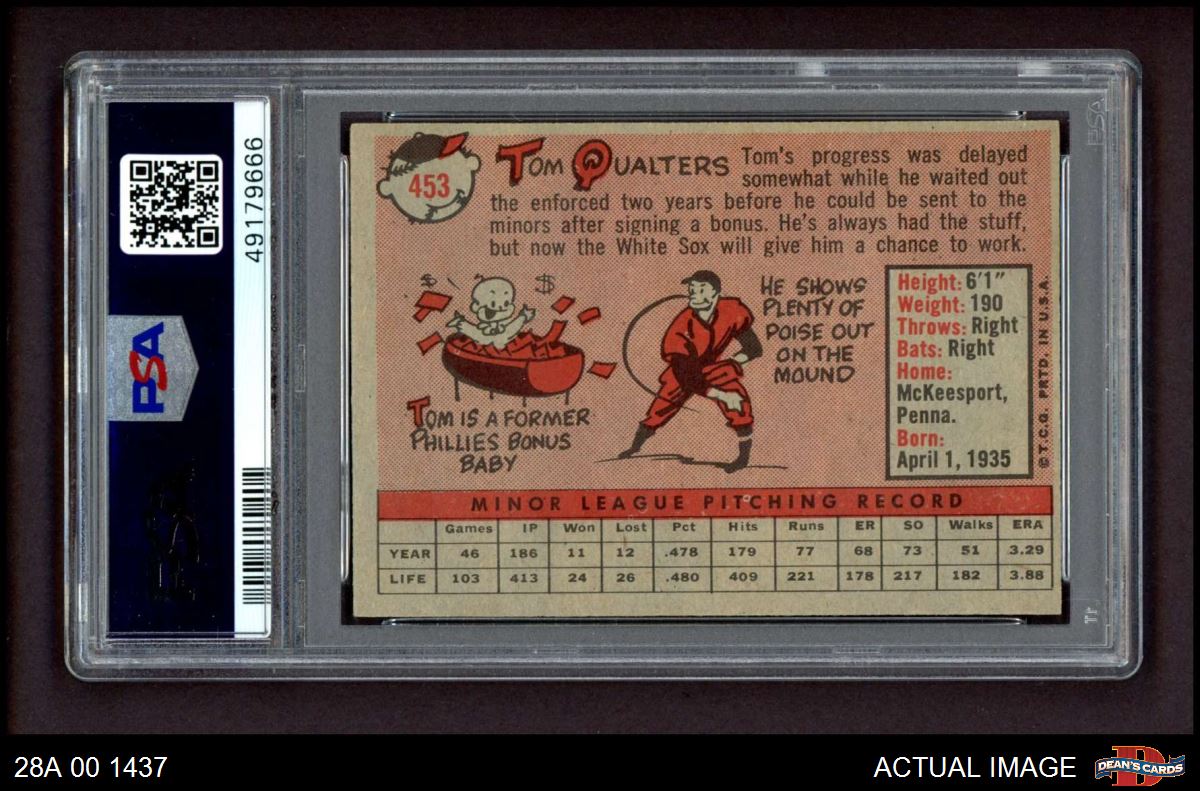 49179666
PSA
453
TOM QUALTERS
Tom's progress was delayed
somewhat while he waited out
the enforced two years before he could be sent to the
minors after signing a bonus. He's always had the stuff,
but now the White Sox will give him a chance to work.
$ $
TOM IS A FORMER
PHILLIES BONUS
BABY
HE SHOWS
PLENTY OF
POISE OUT
ON THE
MOUND
Height: 6'1"
Weight: 190
Throws: Right
Bats: Right
Home:
McKeesport,
Penna.
Born:
April 1, 1935
©T.C.G. PRTD. IN U.S.A.
MINOR LEAGUE PITCHING RECORD
Games IP Won Lost Pct Hits Runs ER SO Walks ERA
YEAR 46 186 11 12 .478 179 77 68 73 51 3.29
LIFE 103 413 24 26 .480 409 221 178 217 182 3.88
PSA
28A 00 1437
ACTUAL IMAGE
DEAN'S CARDS